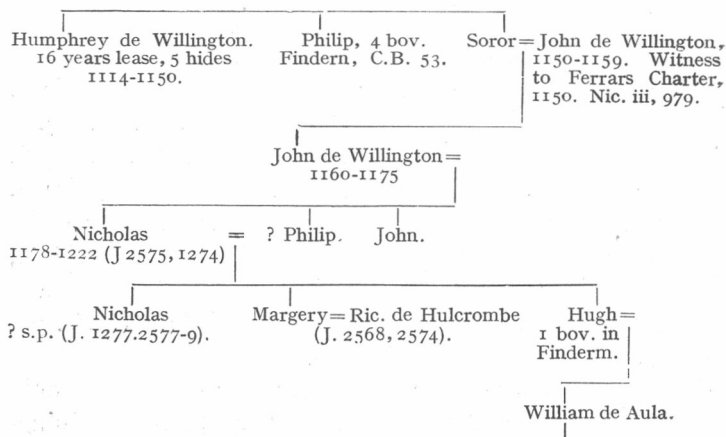 Humphrey de Willington.
16 years lease, 5 hides
1114-1150.
Philip, 4 bov.
Findern, C.B. 53.
Soror=John de Willington,
1150-1159. Witness
to Ferrars Charter,
1150. Nic. iii, 979.
John de Willington=
1160-1175
Nicholas = ? Philip. John.
1178-1222 (J 2575, 1274)
Nicholas
? s.p. (J. 1277.2577-9).
Margery=Ric. de Hulcrombe
(J. 2568, 2574).
Hugh=
1 bov. in
Finderm.
William de Aula.